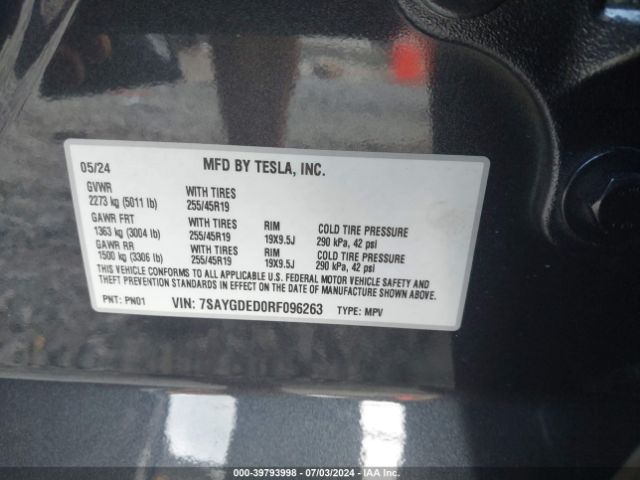 05/24 MFD BY TESLA, INC.
GVWR WITH TIRES
2273 kg (5011 lb) 255/45R19
GAWR FRT WITH TIRES RIM COLD TIRE PRESSURE
1363 kg (3004 lb) 255/45R19 19X9.5J 290 kPa, 42 psi
GAWR RR WITH TIRES RIM COLD TIRE PRESSURE
1500 kg (3306 lb) 255/45R19 19X9.5J 290 kPa, 42 psi
THIS VEHICLE CONFORMS TO ALL APPLICABLE U.S. FEDERAL MOTOR VEHICLE SAFETY AND
THEFT PREVENTION STANDARDS IN EFFECT ON THE DATE OF MANUFACTURE SHOWN ABOVE.
PNT: PN01 VIN: 7SAYGDED0RF096263 TYPE: MPV
000-39793998 - 07/03/2024 - IAA Inc.